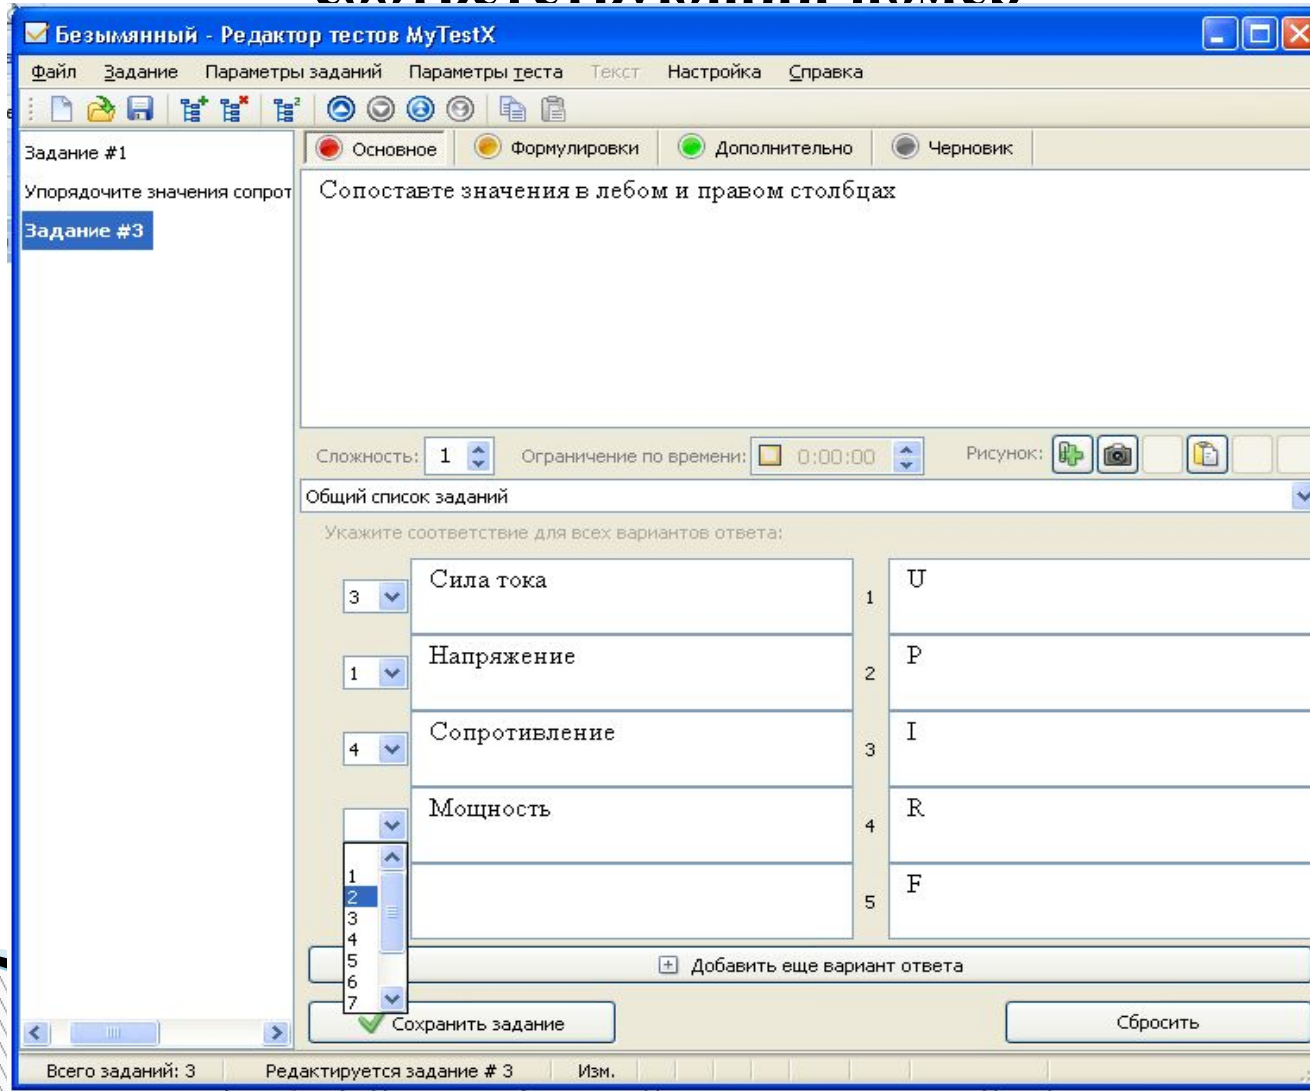 Безымянный - Редактор тестов MyTestX
Файл Задание Параметры заданий Параметры теста Текст Настройка Справка
Задание #1
Упорядочите значения сопрот
Задание #3
Основное Формулировки Дополнительно Черновик
Сопоставте значения в лебом и правом столбцах
Сложность: 1 Ограничение по времени: 0:00:00 Рисунок:
Общий список заданий
Укажите соответствие для всех вариантов ответа:
3 Сила тока 1 U
1 Напряжение 2 P
4 Сопротивление 3 I
Мощность 4 R
5 F
1
2
3
4
5
6
7
Добавить еще вариант ответа
Сохранить задание Сбросить
Всего заданий: 3 Редактируется задание # 3 Изм.